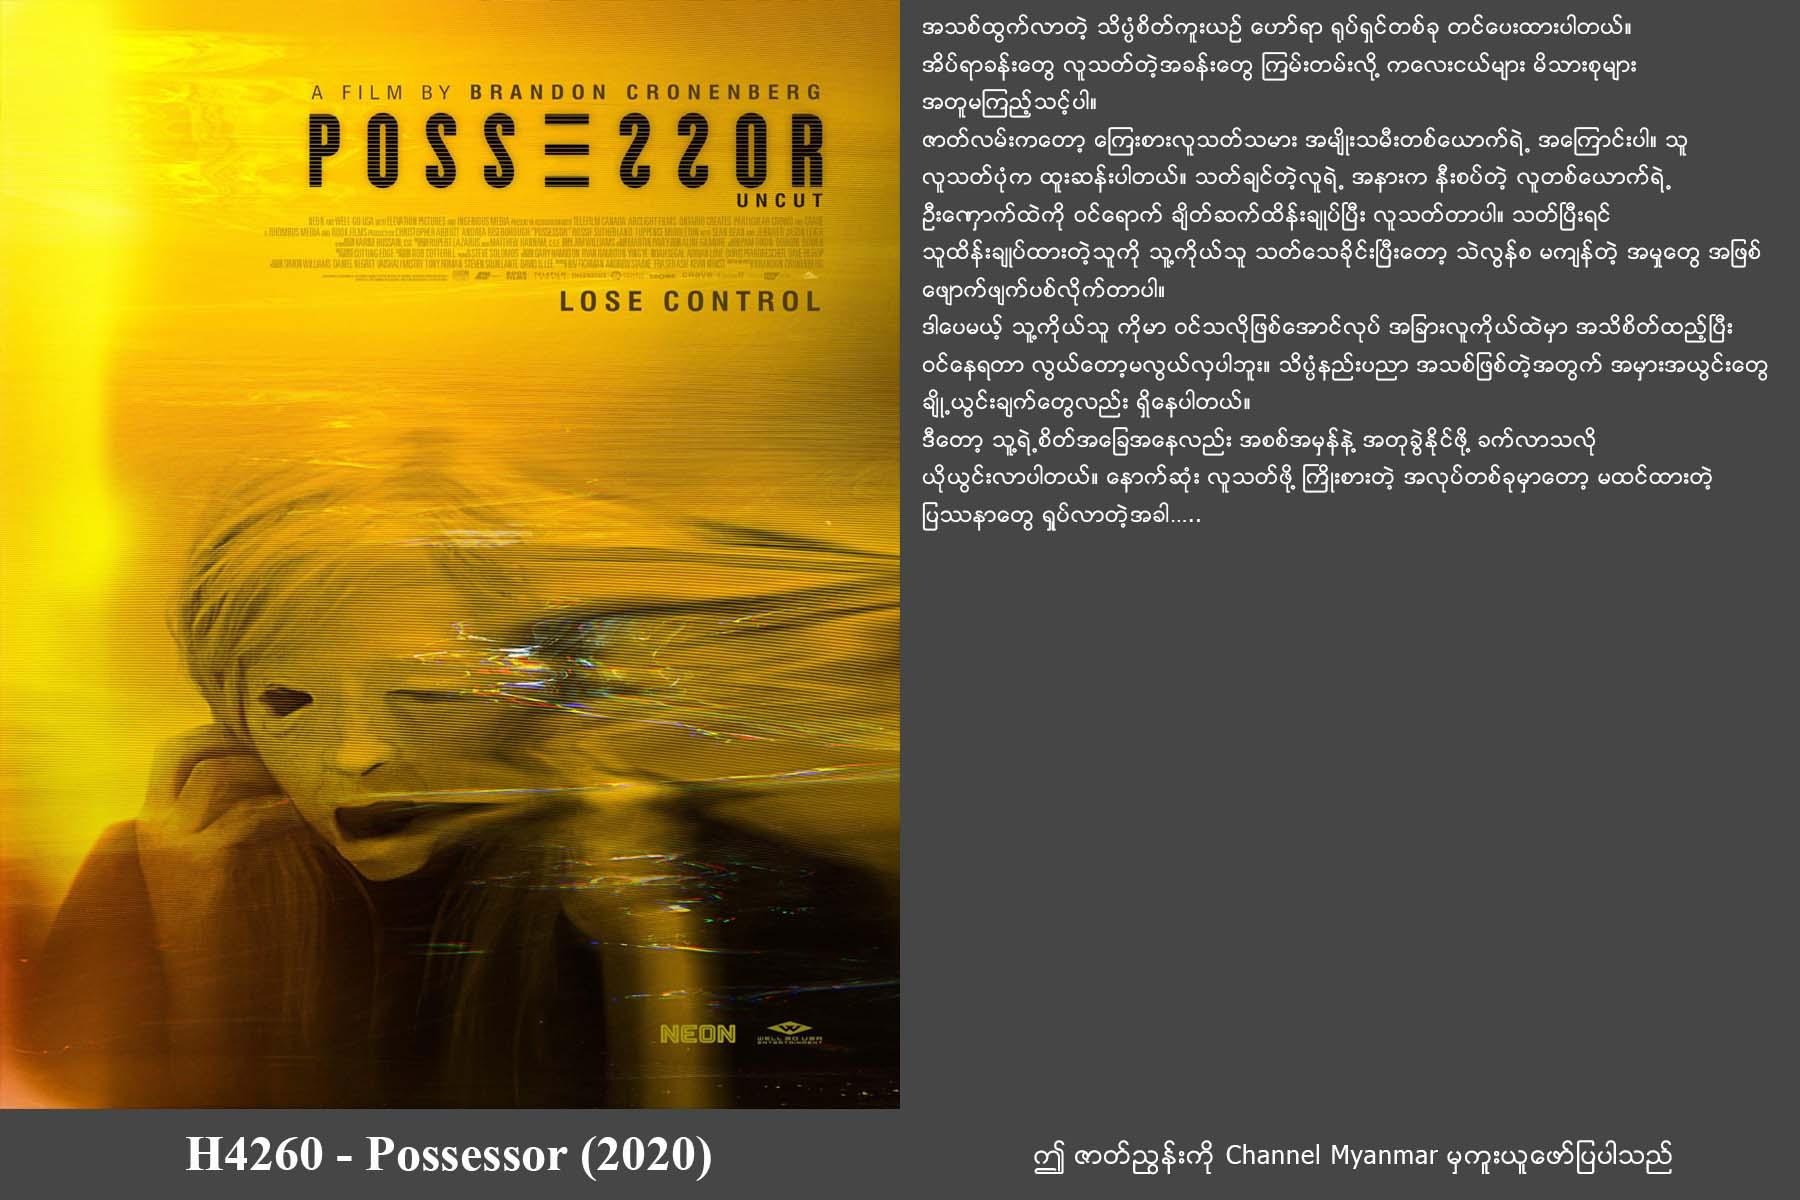 A FILM BY BRANDON CRONENBERG
POSSESSOR
UNCUT
LOSE CONTROL
NEON
WELL GO USA
ENTERTAINMENT
H4260 - Possessor (2020)
အသစ်ထွက်လာတဲ့ သိပ္ပံစိတ်ကူးယဉ် ဟော်ရာ ရုပ်ရှင်တစ်ခု တင်ပေးထားပါတယ်။
အိပ်ရာခန်းတွေ လူသတ်တဲ့အခန်းတွေ ကြမ်းတမ်းလို့ ကလေးငယ်များ မိသားစုများ
အတူမကြည့်သင့်ပါ။
ဇာတ်လမ်းကတော့ ကြေးစားလူသတ်သမား အမျိုးသမီးတစ်ယောက်ရဲ့ အကြောင်းပါ။ သူ
လူသတ်ပုံက ထူးဆန်းပါတယ်။ သတ်ချင်တဲ့လူရဲ့ အနားက နီးစပ်တဲ့ လူတစ်ယောက်ရဲ့
ဦးဏှောက်ထဲကို ဝင်ရောက် ချိတ်ဆက်ထိန်းချုပ်ပြီး လူသတ်တာပါ။ သတ်ပြီးရင်
သူထိန်းချုပ်ထားတဲ့သူကို သူ့ကိုယ်သူ သတ်သေခိုင်းပြီးတော့ သဲလွန်စ မကျန်တဲ့ အမှုတွေ အဖြစ်
ဖျောက်ဖျက်ပစ်လိုက်တာပါ။
ဒါပေမယ့် သူ့ကိုယ်သူ ကိုမာ ဝင်သလိုဖြစ်အောင်လုပ် အခြားလူကိုယ်ထဲမှာ အသိစိတ်ထည့်ပြီး
ဝင်နေရတာ လွယ်တော့မလွယ်လှပါဘူး။ သိပ္ပံနည်းပညာ အသစ်ဖြစ်တဲ့အတွက် အမှားအယွင်းတွေ
ချို့ယွင်းချက်တွေလည်း ရှိနေပါတယ်။
ဒီတော့ သူ့ရဲ့စိတ်အခြေအနေလည်း အစစ်အမှန်နဲ့ အတုခွဲနိုင်ဖို့ ခက်လာသလို
ယိုယွင်းလာပါတယ်။ နောက်ဆုံး လူသတ်ဖို့ ကြိုးစားတဲ့ အလုပ်တစ်ခုမှာတော့ မထင်ထားတဲ့
ပြဿနာတွေ ရှုပ်လာတဲ့အခါ.....
ဤ ဇာတ်ညွှန်းကို Channel Myanmar မှကူးယူဖော်ပြပါသည်